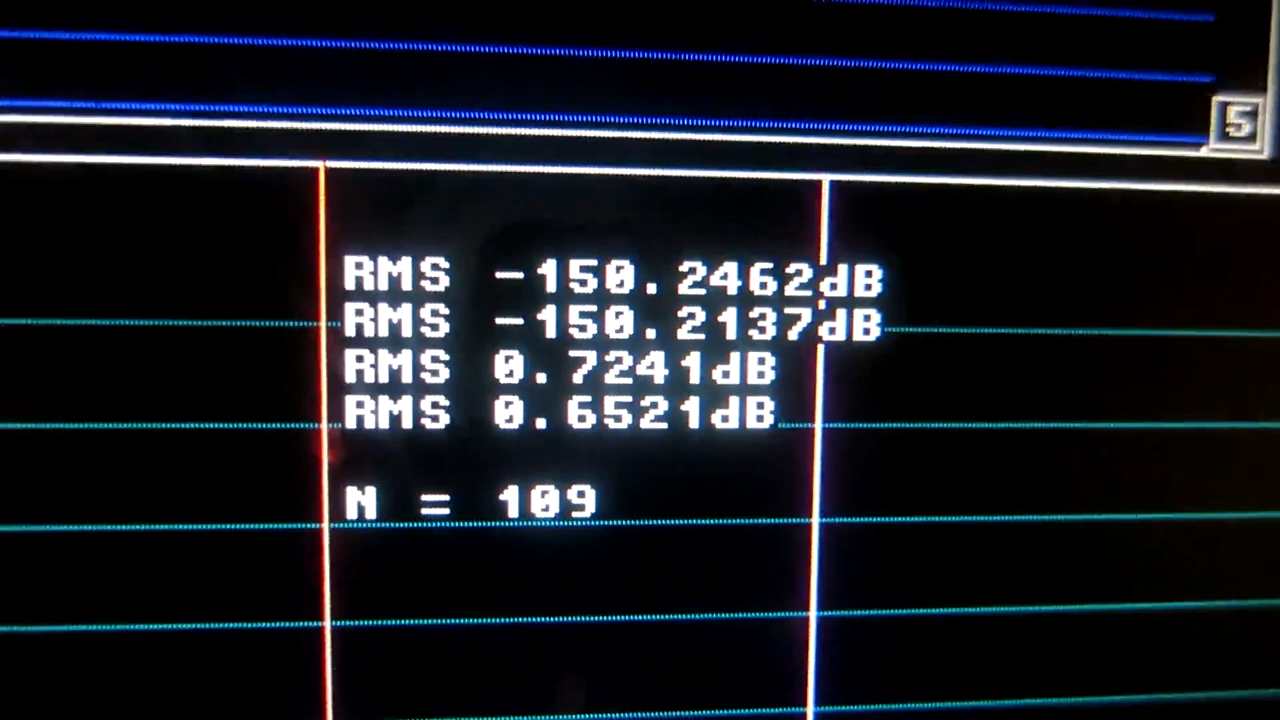 5
RMS -150.2462dB
RMS -150.2137dB
RMS 0.7241dB
RMS 0.6521dB
N = 109